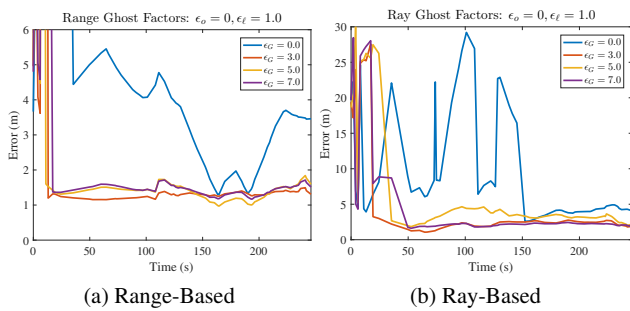 Range Ghost Factors: ϵₒ = 0, ϵ_ℓ = 1.0
6
5
4
3
2
1
0
Error (m)
0 50 100 150 200
Time (s)
ϵ_G = 0.0
ϵ_G = 3.0
ϵ_G = 5.0
ϵ_G = 7.0
(a) Range-Based
Ray Ghost Factors: ϵₒ = 0, ϵ_ℓ = 1.0
30
25
20
15
10
5
0
Error (m)
0 50 100 150 200
Time (s)
ϵ_G = 0.0
ϵ_G = 3.0
ϵ_G = 5.0
ϵ_G = 7.0
(b) Ray-Based